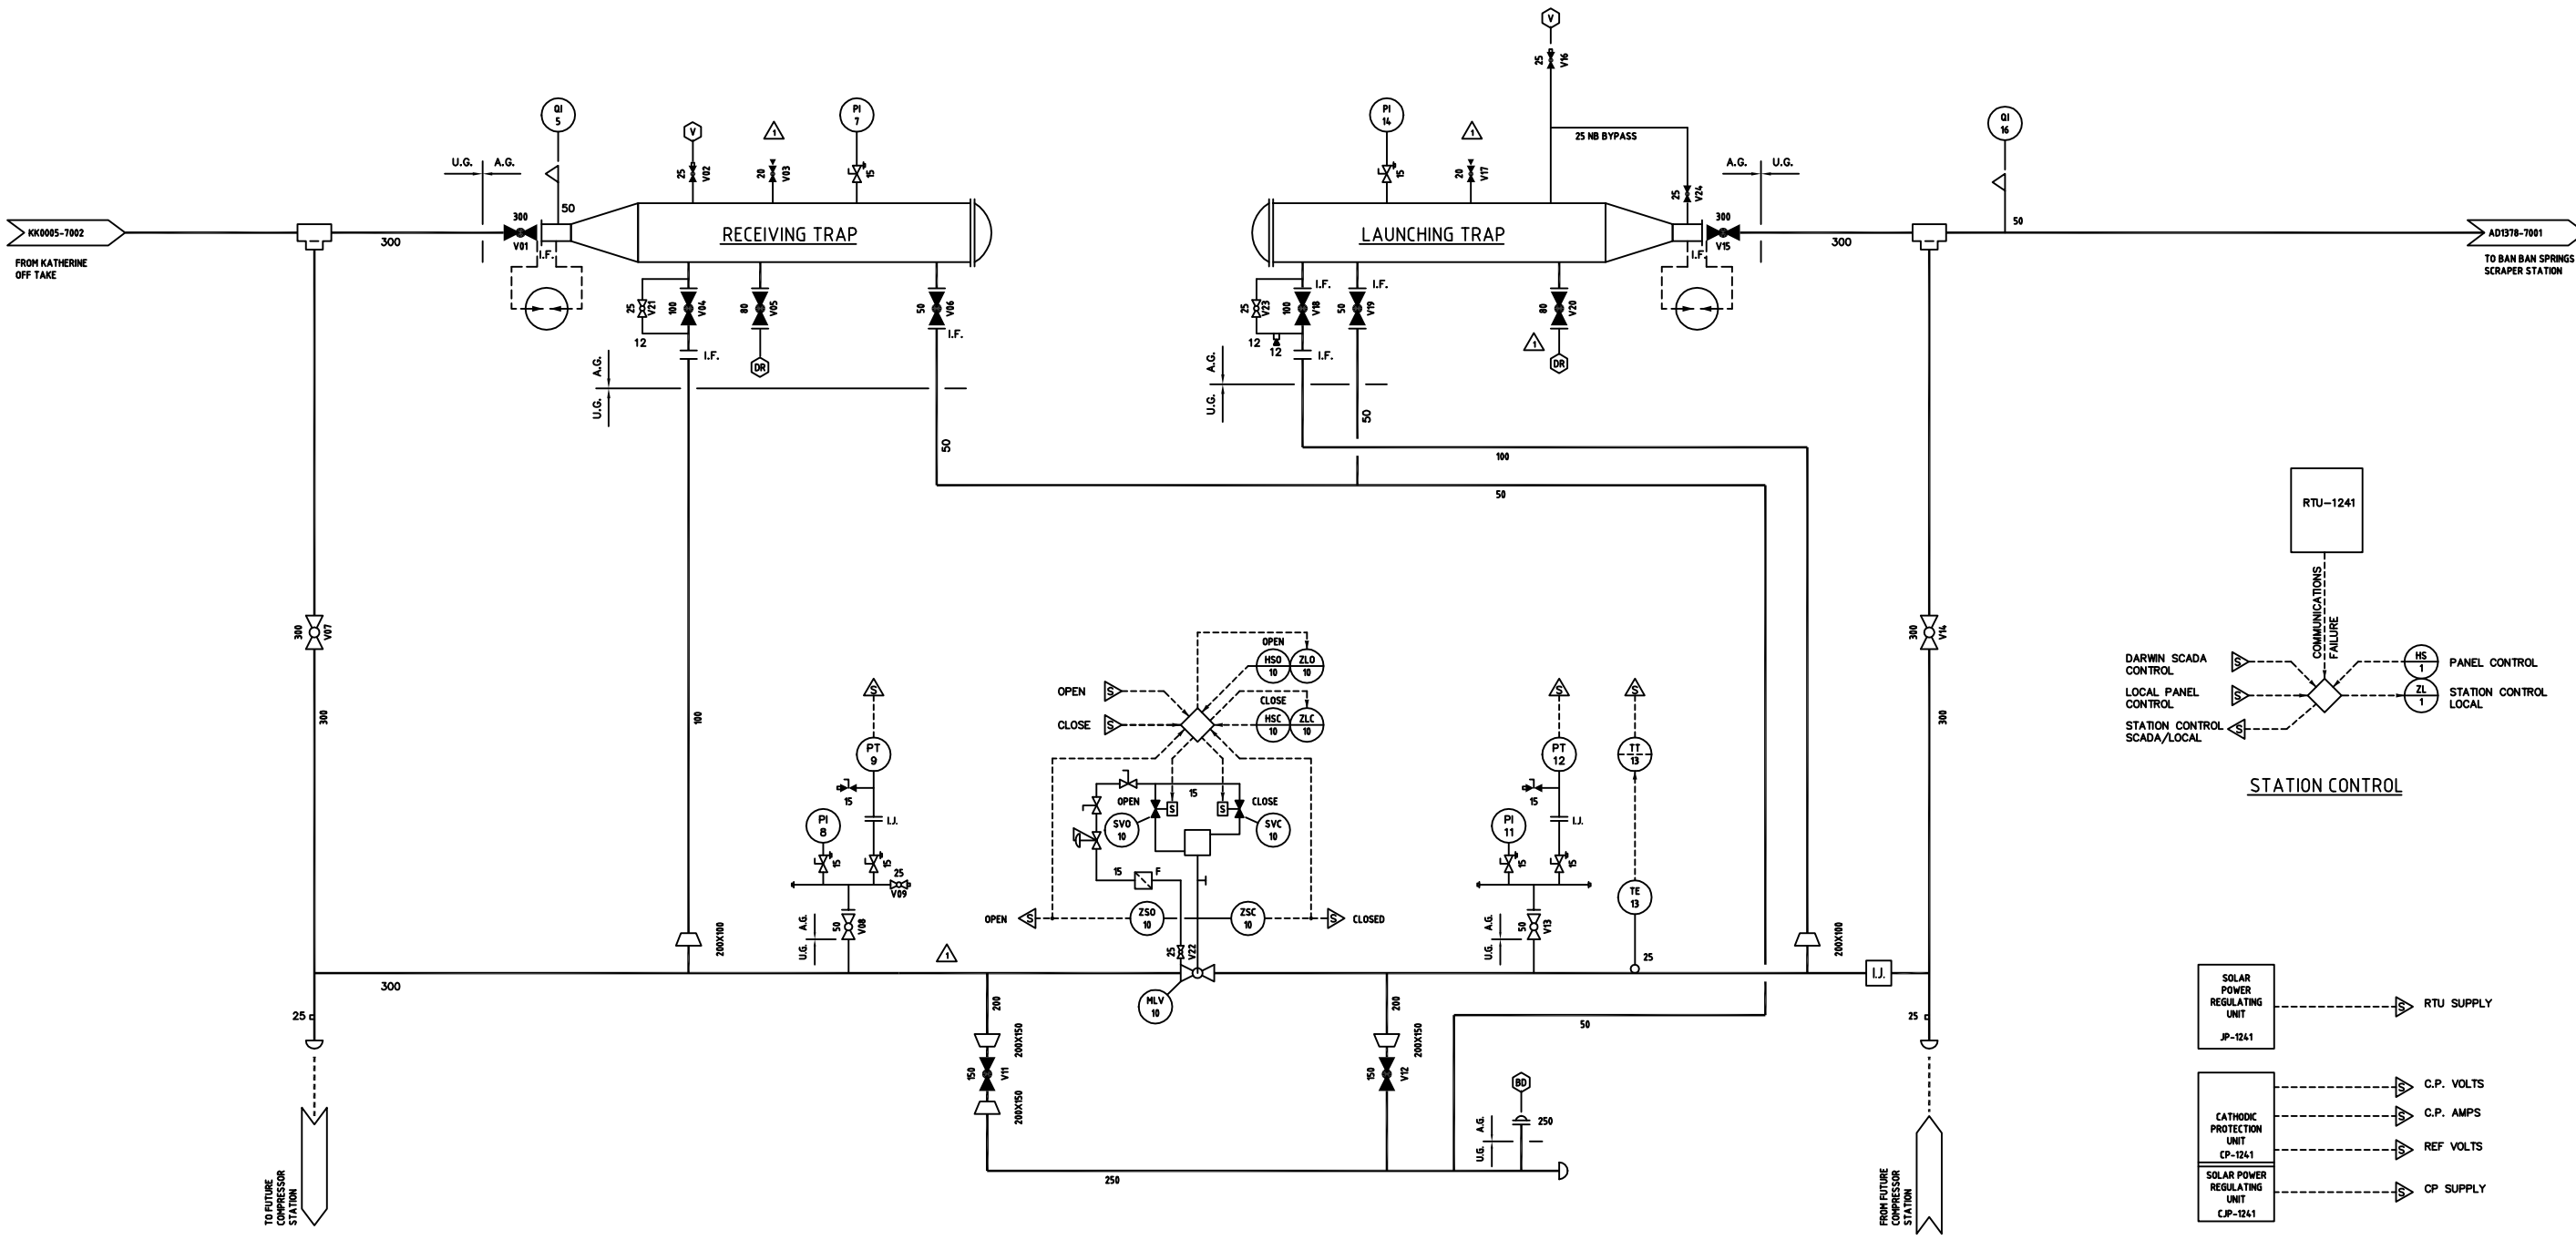 V
25
V16
QI
5
V
25
V02
1
20
V03
PI
7
15
PI
14
15
1
20
V17
25 NB BYPASS
25
V24
QI
16
U.G.
A.G.
A.G.
U.G.
KK0005-7002
FROM KATHERINE
OFF TAKE
300
300
V01
I.F.
50
RECEIVING TRAP
LAUNCHING TRAP
300
V15
I.F.
300
50
AD1378-7001
TO BAN BAN SPRINGS
SCRAPER STATION
25
V21
12
100
V04
I.F.
80
V05
DR
50
V06
I.F.
A.G.
U.G.
50
25
V23
12
12
100
V18
I.F.
I.F.
50
V19
I.F.
80
V20
1
DR
A.G.
U.G.
50
100
50
300
V07
300
100
300
V14
300
RTU-1241
COMMUNICATIONS
FAILURE
DARWIN SCADA
CONTROL
S
LOCAL PANEL
CONTROL
S
STATION CONTROL
SCADA/LOCAL
S
HS
1
PANEL CONTROL
ZL
1
STATION CONTROL
LOCAL
STATION CONTROL
OPEN
HSO
10
ZLO
10
OPEN
S
CLOSE
S
CLOSE
HSC
10
ZLC
10
15
OPEN
S
S
CLOSE
SVO
10
SVC
10
15
F
OPEN
S
ZSO
10
ZSC
10
S
CLOSED
25
V22
MLV
10
S
PT
9
15
I.J.
PI
8
15
15
25
V09
A.G.
U.G.
50
V08
200X100
1
S
S
PT
12
TT
13
15
I.J.
PI
11
15
15
TE
13
A.G.
U.G.
50
V13
25
200X100
I.J.
300
25
25
200
200X150
150
V11
200X150
200
200X150
150
V12
50
BD
250
A.G.
U.G.
250
TO FUTURE
COMPRESSOR
STATION
FROM FUTURE
COMPRESSOR
STATION
SOLAR
POWER
REGULATING
UNIT
JP-1241
S
RTU SUPPLY
CATHODIC
PROTECTION
UNIT
CP-1241
S
C.P. VOLTS
S
C.P. AMPS
S
REF VOLTS
SOLAR POWER
REGULATING
UNIT
CJP-1241
S
CP SUPPLY